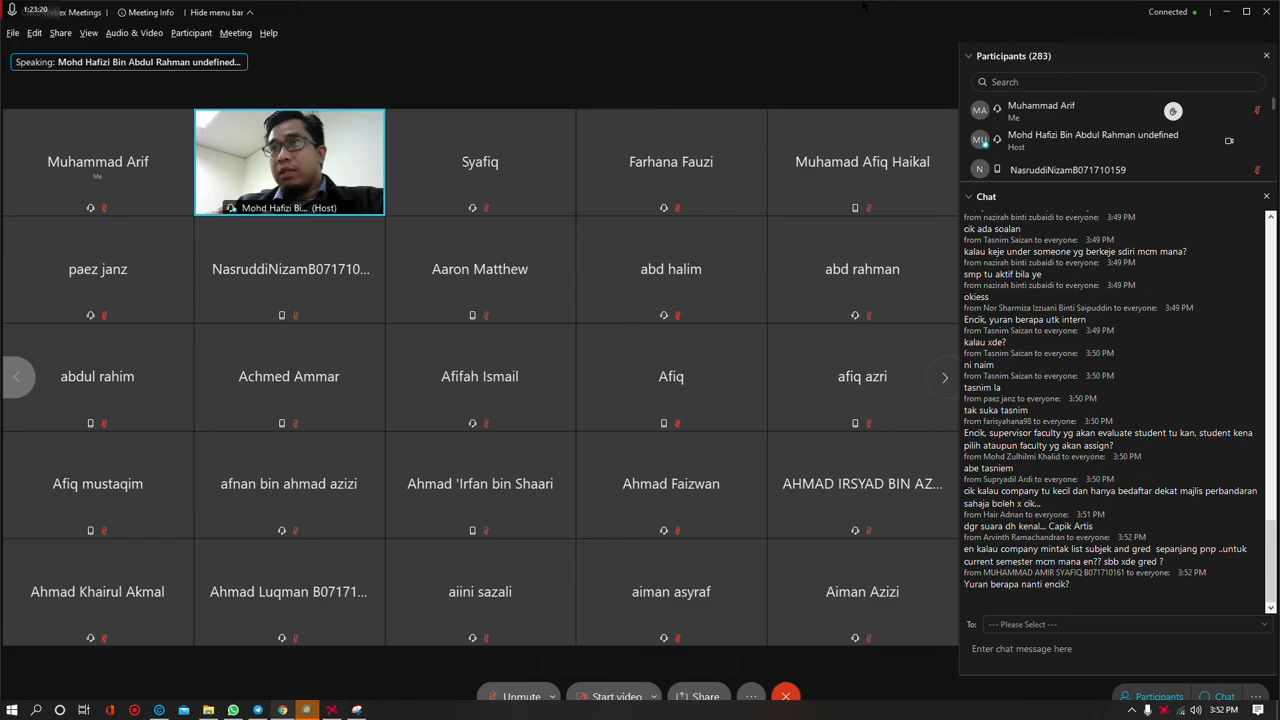 1:23:20
Webex Meetings
Meeting Info
Hide menu bar
Connected
File Edit Share View Audio & Video Participant Meeting Help
Speaking: Mohd Hafizi Bin Abdul Rahman undefined...
Muhammad Arif
Me
Mohd Hafizi Bi... (Host)
Syafiq
Farhana Fauzi
Muhamad Afiq Haikal
paez janz
NasruddiNizamB071710...
Aaron Matthew
abd halim
abd rahman
abdul rahim
Achmed Ammar
Afifah Ismail
Afiq
afiq azri
Afiq mustaqim
afnan bin ahmad azizi
Ahmad 'Irfan bin Shaari
Ahmad Faizwan
AHMAD IRSYAD BIN AZ...
Ahmad Khairul Akmal
Ahmad Luqman B07171...
aiini sazali
aiman asyraf
Aiman Azizi
Unmute
Start video
Share
Participants (283)
Search
MA
Muhammad Arif
Me
MU
Mohd Hafizi Bin Abdul Rahman undefined
Host
N
NasruddiNizamB071710159
Chat
from nazirah binti zubaidi to everyone: 3:49 PM
cik ada soalan
from Tasnim Saizan to everyone: 3:49 PM
kalau keje under someone yg berkeje sdiri mcm mana?
from nazirah binti zubaidi to everyone: 3:49 PM
smp tu aktif bila ye
from nazirah binti zubaidi to everyone: 3:49 PM
okiess
from Nor Sharmiza Izzuani Binti Saipuddin to everyone: 3:49 PM
Encik, yuran berapa utk intern
from Tasnim Saizan to everyone: 3:49 PM
kalau xde?
from Tasnim Saizan to everyone: 3:50 PM
ni naim
from Tasnim Saizan to everyone: 3:50 PM
tasnim la
from paez janz to everyone: 3:50 PM
tak suka tasnim
from farisyahana98 to everyone: 3:50 PM
Encik, supervisor faculty yg akan evaluate student tu kan, student kena
pilih ataupun faculty yg akan assign?
from Mohd Zulhilmi Khalid to everyone: 3:50 PM
abe tasniem
from Supryadil Ardi to everyone: 3:50 PM
cik kalau company tu kecil dan hanya bedaftar dekat majlis perbandaran
sahaja boleh x cik...
from Hair Adnan to everyone: 3:51 PM
dgr suara dh kenal... Capik Artis
from Arvinth Ramachandran to everyone: 3:52 PM
en kalau company mintak list subjek and gred sepanjang pnp ..untuk
current semester mcm mana en?? sbb xde gred ?
from MUHAMMAD AMIR SYAFIQ B071710161 to everyone: 3:52 PM
Yuran berapa nanti encik?
To: --- Please Select ---
Enter chat message here
Participants
Chat
3:52 PM